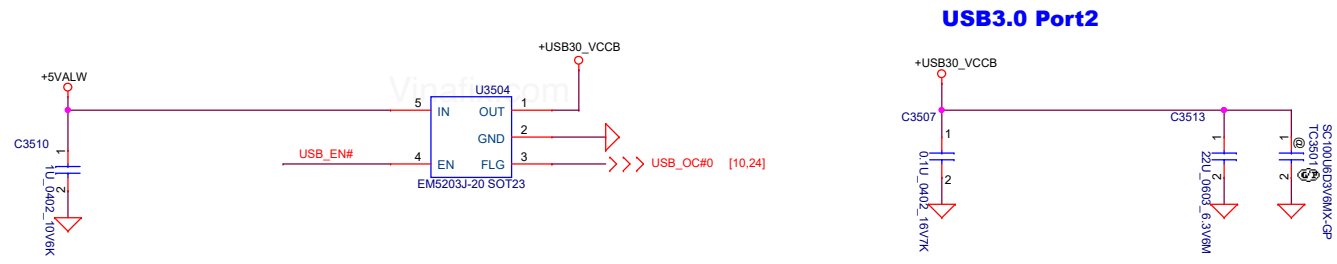 USB3.0 Port2
+5VALW
C3510
1
2
1U_0402_10V6K
USB_EN#
U3504
5
IN
OUT
1
GND
2
4
EN
FLG
3
EM5203J-20 SOT23
+USB30_VCCB
USB_OC#0 [10,24]
+USB30_VCCB
C3507
1
2
0.1U_0402_16V7K
C3513
1
2
22U_0603_6.3V6M
1
@
2
TC3501
SC100U6D3V6MX-GP